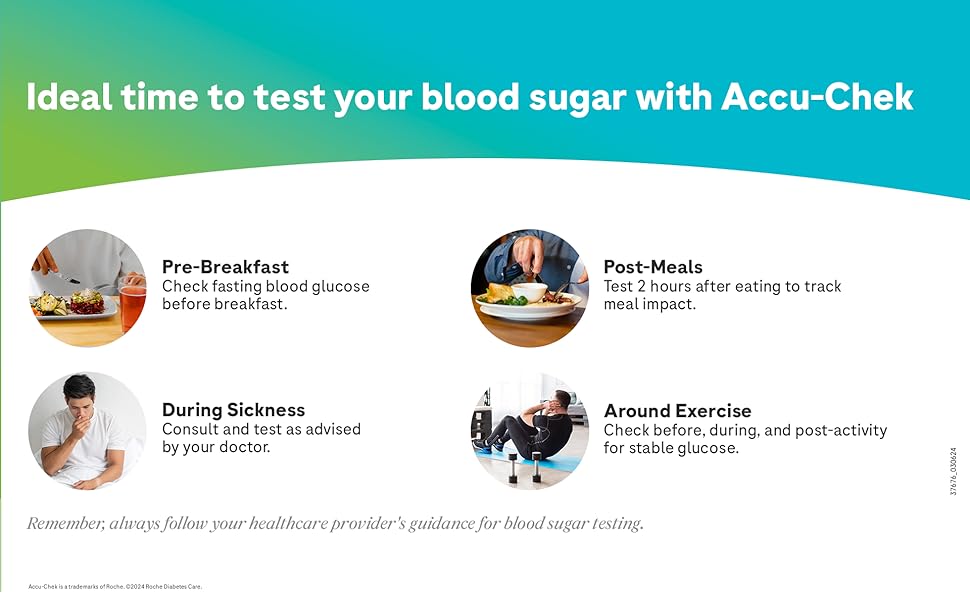 Ideal time to test your blood sugar with Accu-Chek
Pre-Breakfast
Check fasting blood glucose
before breakfast.
Post-Meals
Test 2 hours after eating to track
meal impact.
During Sickness
Consult and test as advised
by your doctor.
Around Exercise
Check before, during, and post-activity
for stable glucose.
37676_030624
Remember, always follow your healthcare provider's guidance for blood sugar testing.
Accu-Chek is a trademarks of Roche. ©2024 Roche Diabetes Care.